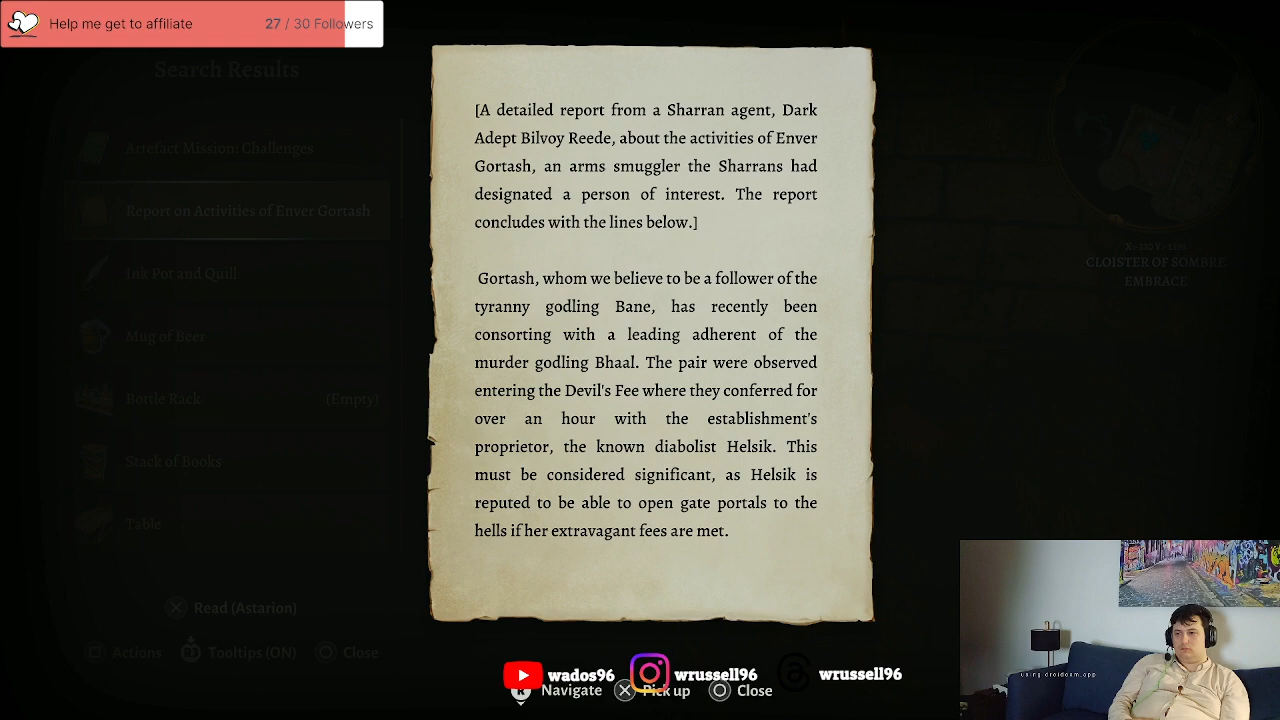 Help me get to affiliate
27 / 30 Followers
Search Results
Artefact Mission: Challenges
Report on Activities of Enver Gortash
Ink Pot and Quill
Mug of Beer
Bottle Rack (Empty)
Stack of Books
Table
Read (Astarion)
Actions Tooltips (ON) Close
[A detailed report from a Sharran agent, Dark
Adept Bilvoy Reede, about the activities of Enver
Gortash, an arms smuggler the Sharrans had
designated a person of interest. The report
concludes with the lines below.]
Gortash, whom we believe to be a follower of the
tyranny godling Bane, has recently been
consorting with a leading adherent of the
murder godling Bhaal. The pair were observed
entering the Devil's Fee where they conferred for
over an hour with the establishment's
proprietor, the known diabolist Helsik. This
must be considered significant, as Helsik is
reputed to be able to open gate portals to the
hells if her extravagant fees are met.
CLOISTER OF SOMBRE
EMBRACE
wados96 wrussell96 wrussell96
R Navigate Pick up Close
using droidcam.app